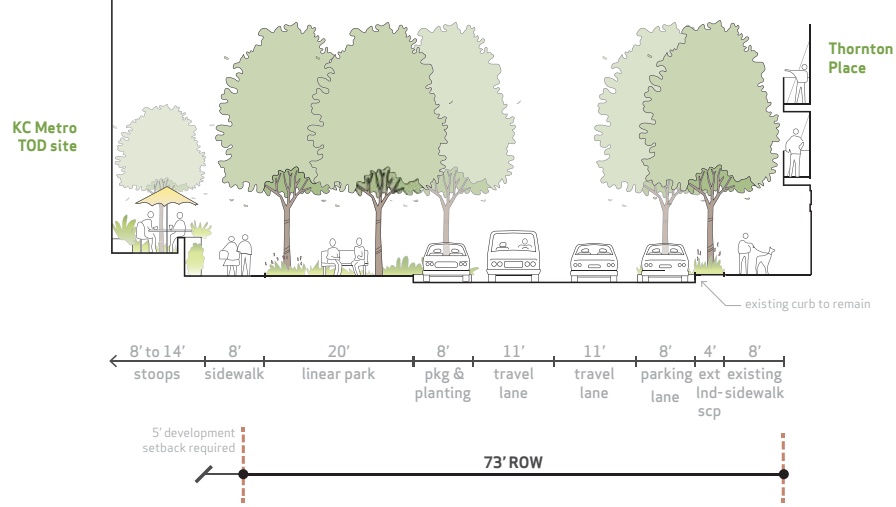 Thornton
Place
KC Metro
TOD site
existing curb to remain
8' to 14'
stoops
8'
sidewalk
20'
linear park
8'
pkg &
planting
11'
travel
lane
11'
travel
lane
8'
parking
lane
4'
ext
lnd-
scp
8'
existing
sidewalk
5' development
setback required
73' ROW